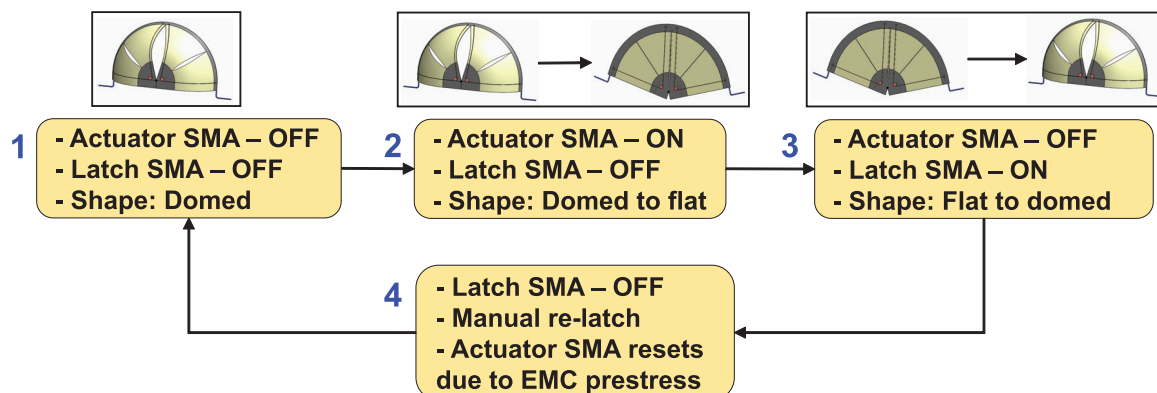 1
- Actuator SMA – OFF
- Latch SMA – OFF
- Shape: Domed
2
- Actuator SMA – ON
- Latch SMA – OFF
- Shape: Domed to flat
3
- Actuator SMA – OFF
- Latch SMA – ON
- Shape: Flat to domed
4
- Latch SMA – OFF
- Manual re-latch
- Actuator SMA resets
due to EMC prestress